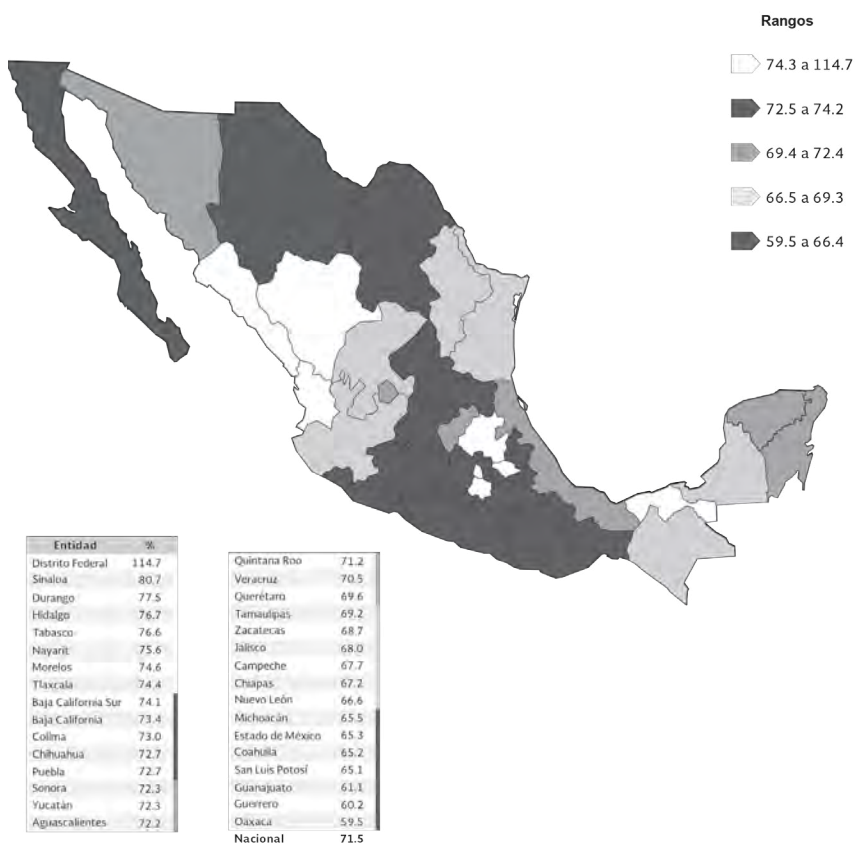 Rangos
74.3 a 114.7
72.5 a 74.2
69.4 a 72.4
66.5 a 69.3
59.5 a 66.4
Entidad %
Distrito Federal 114.7
Sinaloa 80.7
Durango 77.5
Hidalgo 76.7
Tabasco 76.6
Nayarit 75.6
Morelos 74.6
Tlaxcala 74.4
Baja California Sur 74.1
Baja California 73.4
Colima 73.0
Chihuahua 72.7
Puebla 72.7
Sonora 72.3
Yucatán 72.3
Aguascalientes 72.2
Quintana Roo 71.2
Veracruz 70.5
Querétaro 69.6
Tamaulipas 69.2
Zacatecas 68.7
Jalisco 68.0
Campeche 67.7
Chiapas 67.2
Nuevo León 66.6
Michoacán 65.5
Estado de México 65.3
Coahuila 65.2
San Luis Potosí 65.1
Guanajuato 61.1
Guerrero 60.2
Oaxaca 59.5
Nacional 71.5